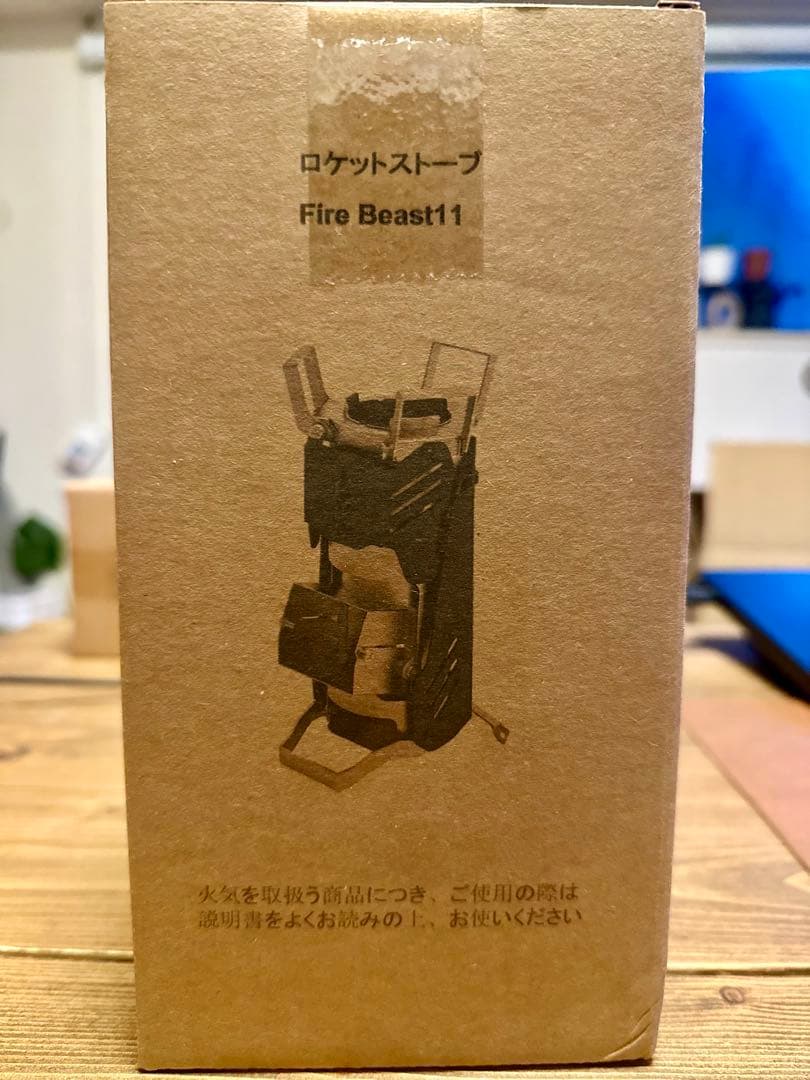 ロケットストーブ
Fire Beast11
火気を取扱う商品につき、ご使用の際は
説明書をよくお読みの上、お使いください